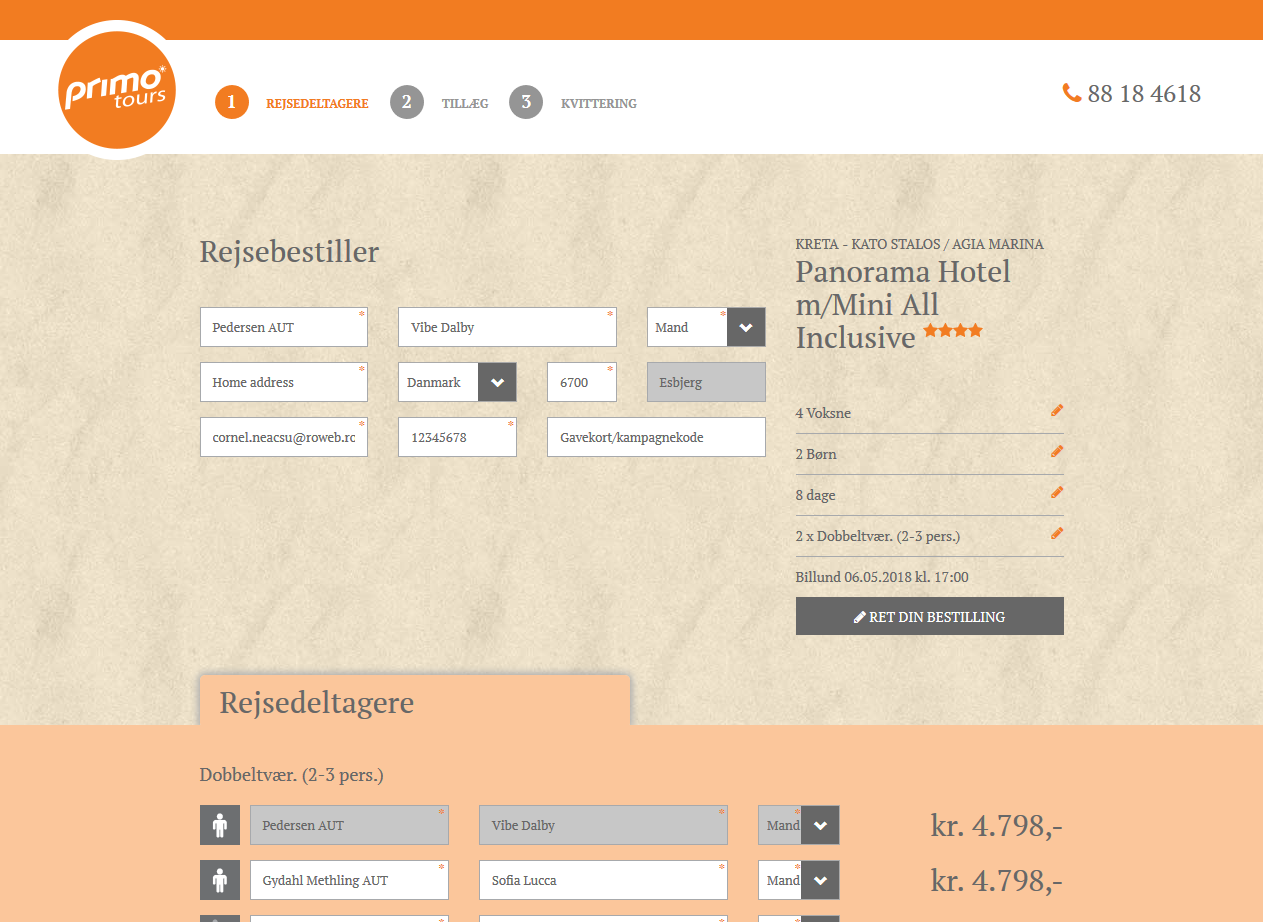 primo
tours
1 REJSEDELTAGERE 2 TILLÆG 3 KVITTERING
88 18 4618
Rejsebestiller
Pedersen AUT * Vibe Dalby * Mand *
Home address * Danmark 6700 * Esbjerg
cornel.neacsu@roweb.rc * 12345678 * Gavekort/kampagnekode
KRETA - KATO STALOS / AGIA MARINA
Panorama Hotel
m/Mini All
Inclusive
4 Voksne
2 Børn
8 dage
2 x Dobbeltvær. (2-3 pers.)
Billund 06.05.2018 kl. 17:00
RET DIN BESTILLING
Rejsedeltagere
Dobbeltvær. (2-3 pers.)
Pedersen AUT * Vibe Dalby * Mand * kr. 4.798,-
Gydahl Methling AUT * Sofia Lucca * Mand * kr. 4.798,-